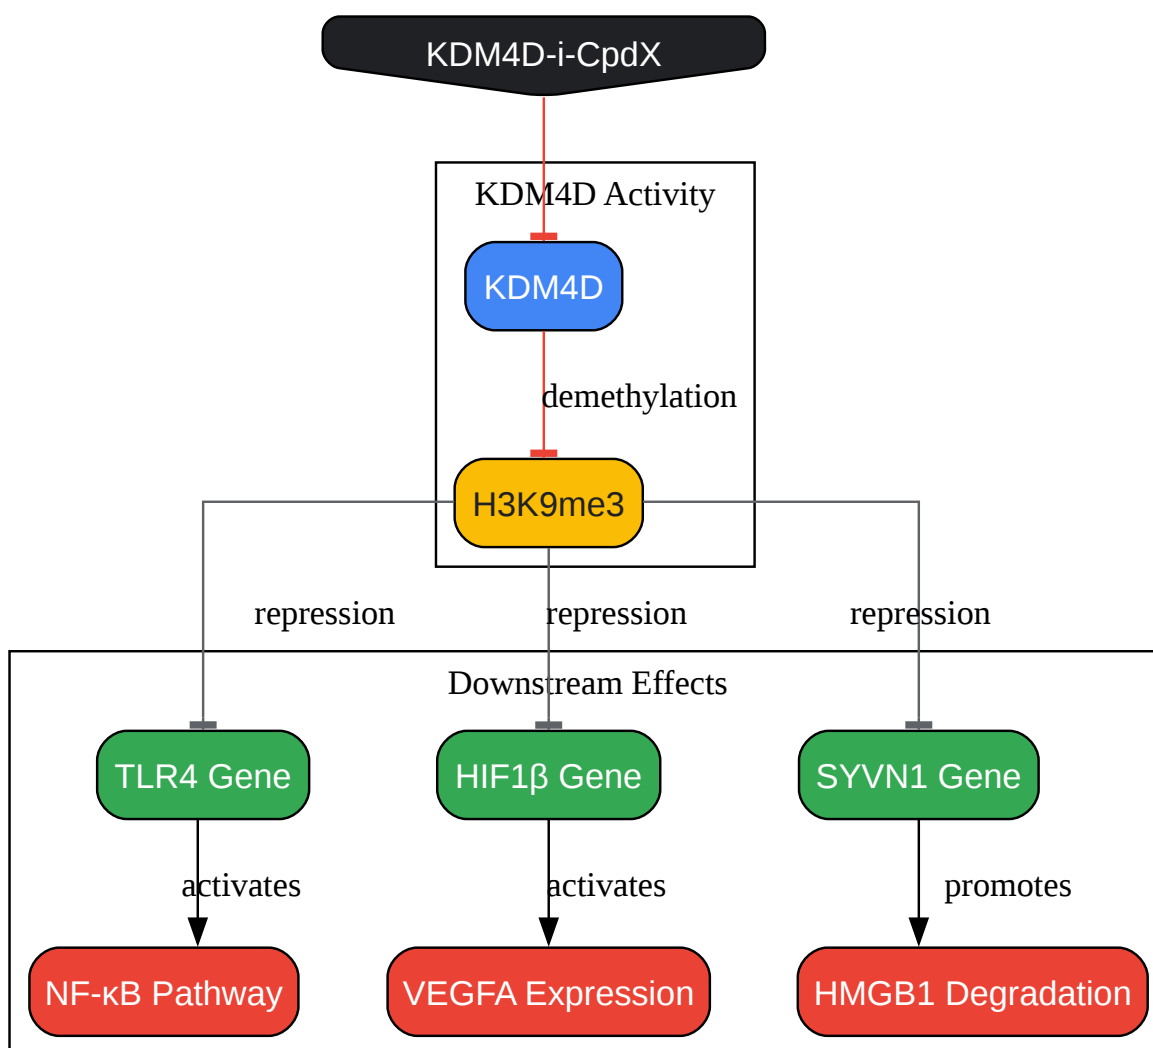 KDM4D-i-CpdX
KDM4D Activity
KDM4D
demethylation
H3K9me3
repression
repression
repression
Downstream Effects
TLR4 Gene
HIF1β Gene
SYVN1 Gene
activates
activates
promotes
NF-κB Pathway
VEGFA Expression
HMGB1 Degradation